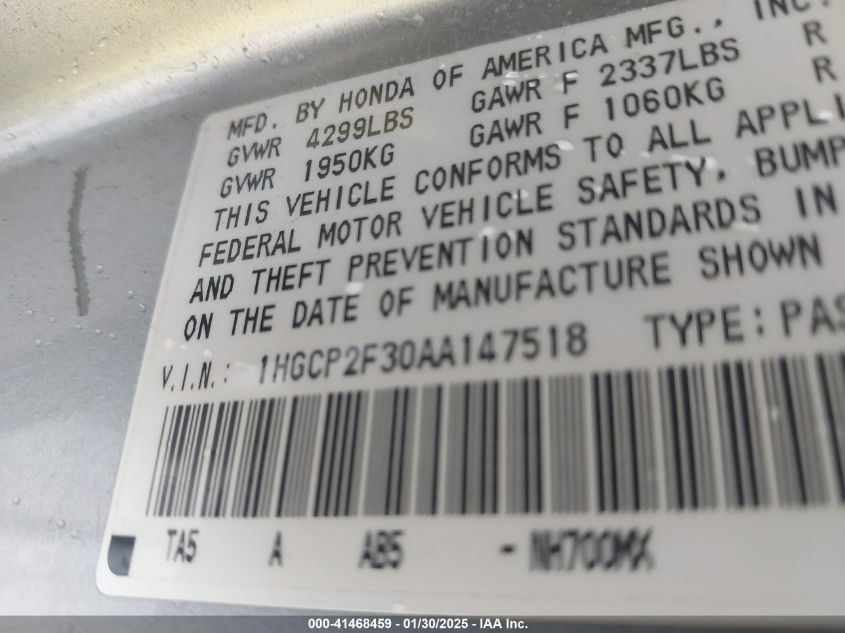 MFD. BY HONDA OF AMERICA MFG., INC.
GVWR 4299LBS GAWR F 2337LBS R
GVWR 1950KG GAWR F 1060KG R
THIS VEHICLE CONFORMS TO ALL APPLI
FEDERAL MOTOR VEHICLE SAFETY, BUMP
AND THEFT PREVENTION STANDARDS IN
ON THE DATE OF MANUFACTURE SHOWN
V.I.N.: 1HGCP2F30AA147518 TYPE: PAS
TA5 A AB5 - NH700MX
000-41468459 - 01/30/2025 - IAA Inc.